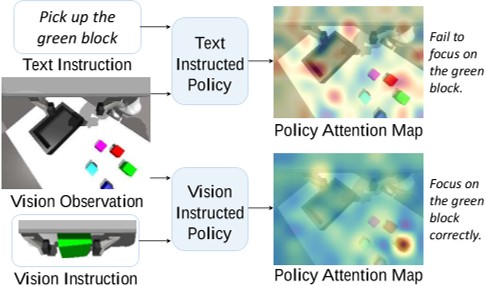 Pick up the
green block
Text Instruction
Text
Instructed
Policy
Policy Attention Map
Fail to
focus on
the green
block.
Vision Observation
Vision Instruction
Vision
Instructed
Policy
Policy Attention Map
Focus on
the green
block
correctly.